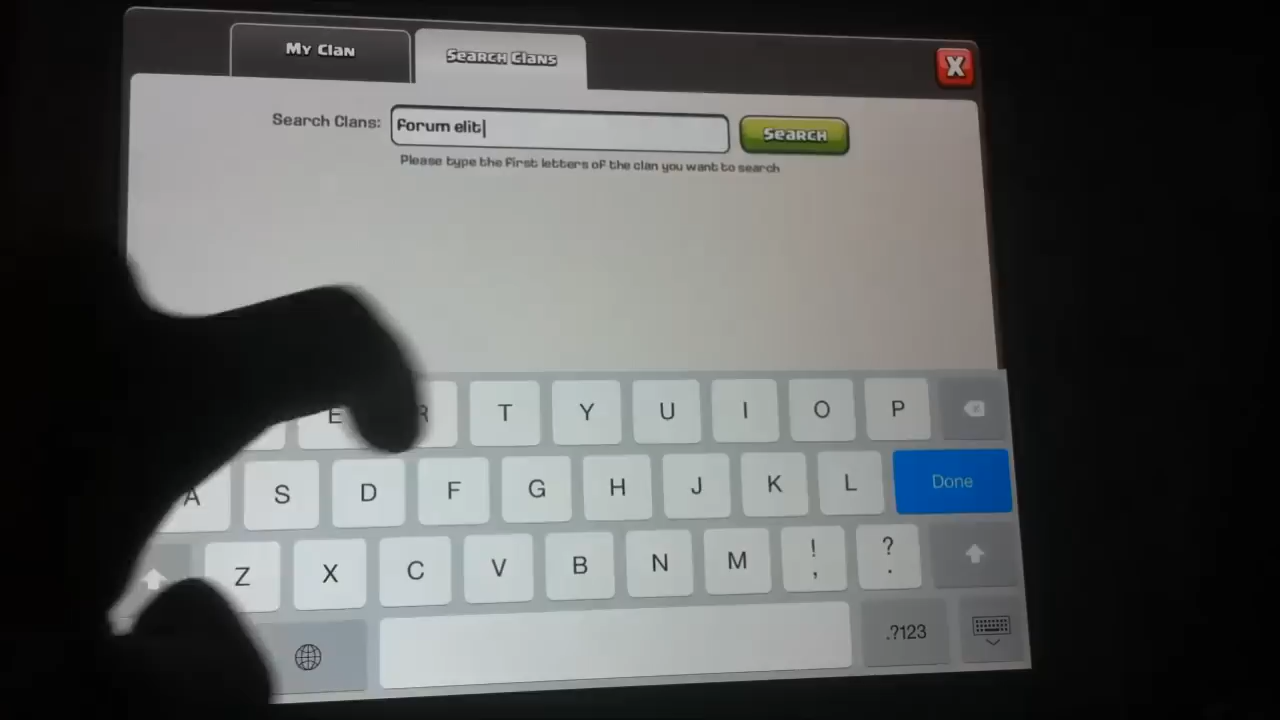 My Clan
Search Clans
X
Search Clans:
Forum elit
Search
Please type the first letters of the clan you want to search
E R T Y U I O P
A S D F G H J K L Done
Z X C V B N M ! , ? .
.?123